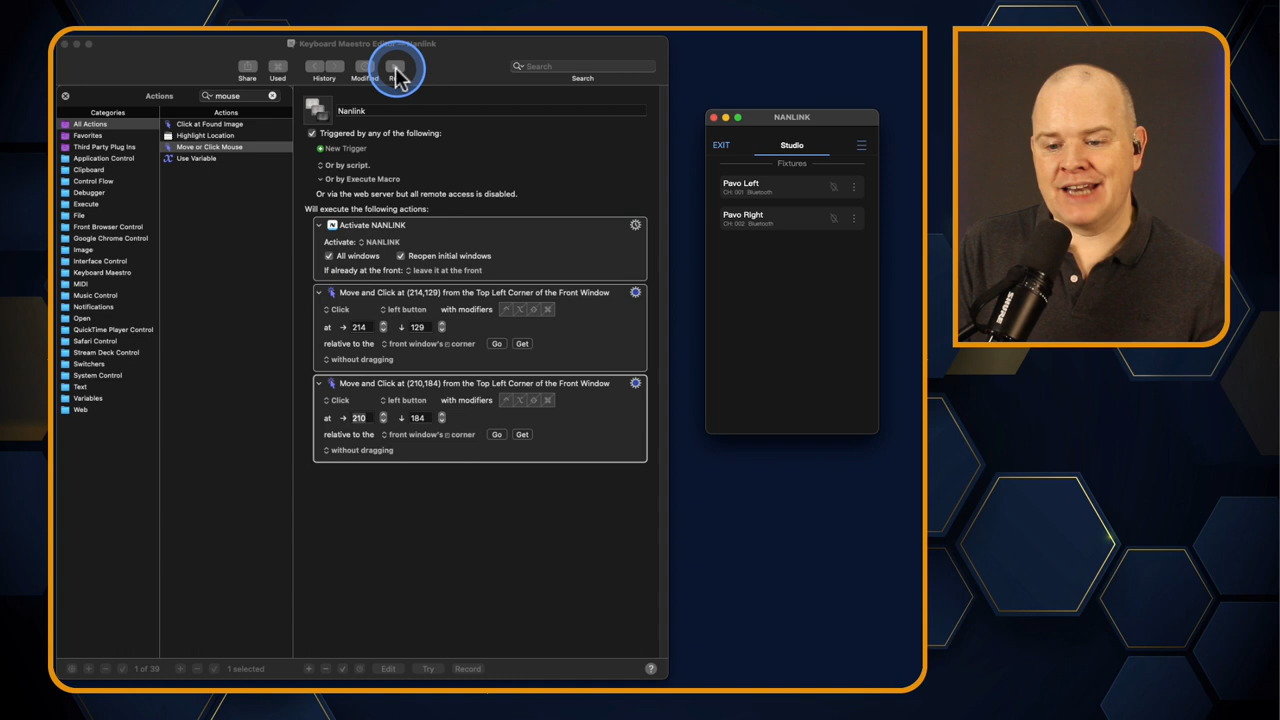 Keyboard Maestro Editor — Nanlink
Share
Used
History
Modified
Search
Search
Actions
mouse
Categories
Actions
All Actions
Favorites
Third Party Plug Ins
Application Control
Clipboard
Control Flow
Debugger
Execute
File
Front Browser Control
Google Chrome Control
Image
Interface Control
Keyboard Maestro
MIDI
Music Control
Notifications
Open
QuickTime Player Control
Safari Control
Stream Deck Control
Switchers
System Control
Text
Variables
Web
Click at Found Image
Highlight Location
Move or Click Mouse
Use Variable
Nanlink
Triggered by any of the following:
New Trigger
Or by script.
Or by Execute Macro
Or via the web server but all remote access is disabled.
Will execute the following actions:
Activate NANLINK
Activate: NANLINK
All windows Reopen initial windows
If already at the front: leave it at the front
Move and Click at (214,129) from the Top Left Corner of the Front Window
Click left button with modifiers
at → 214 ↓ 129
relative to the front window's corner Go Get
without dragging
Move and Click at (210,184) from the Top Left Corner of the Front Window
Click left button with modifiers
at → 210 ↓ 184
relative to the front window's corner Go Get
without dragging
1 of 39
1 selected
Edit
Try
Record
?
NANLINK
EXIT
Studio
Fixtures
Pavo Left
CH: 001 Bluetooth
Pavo Right
CH: 002 Bluetooth
SHURE